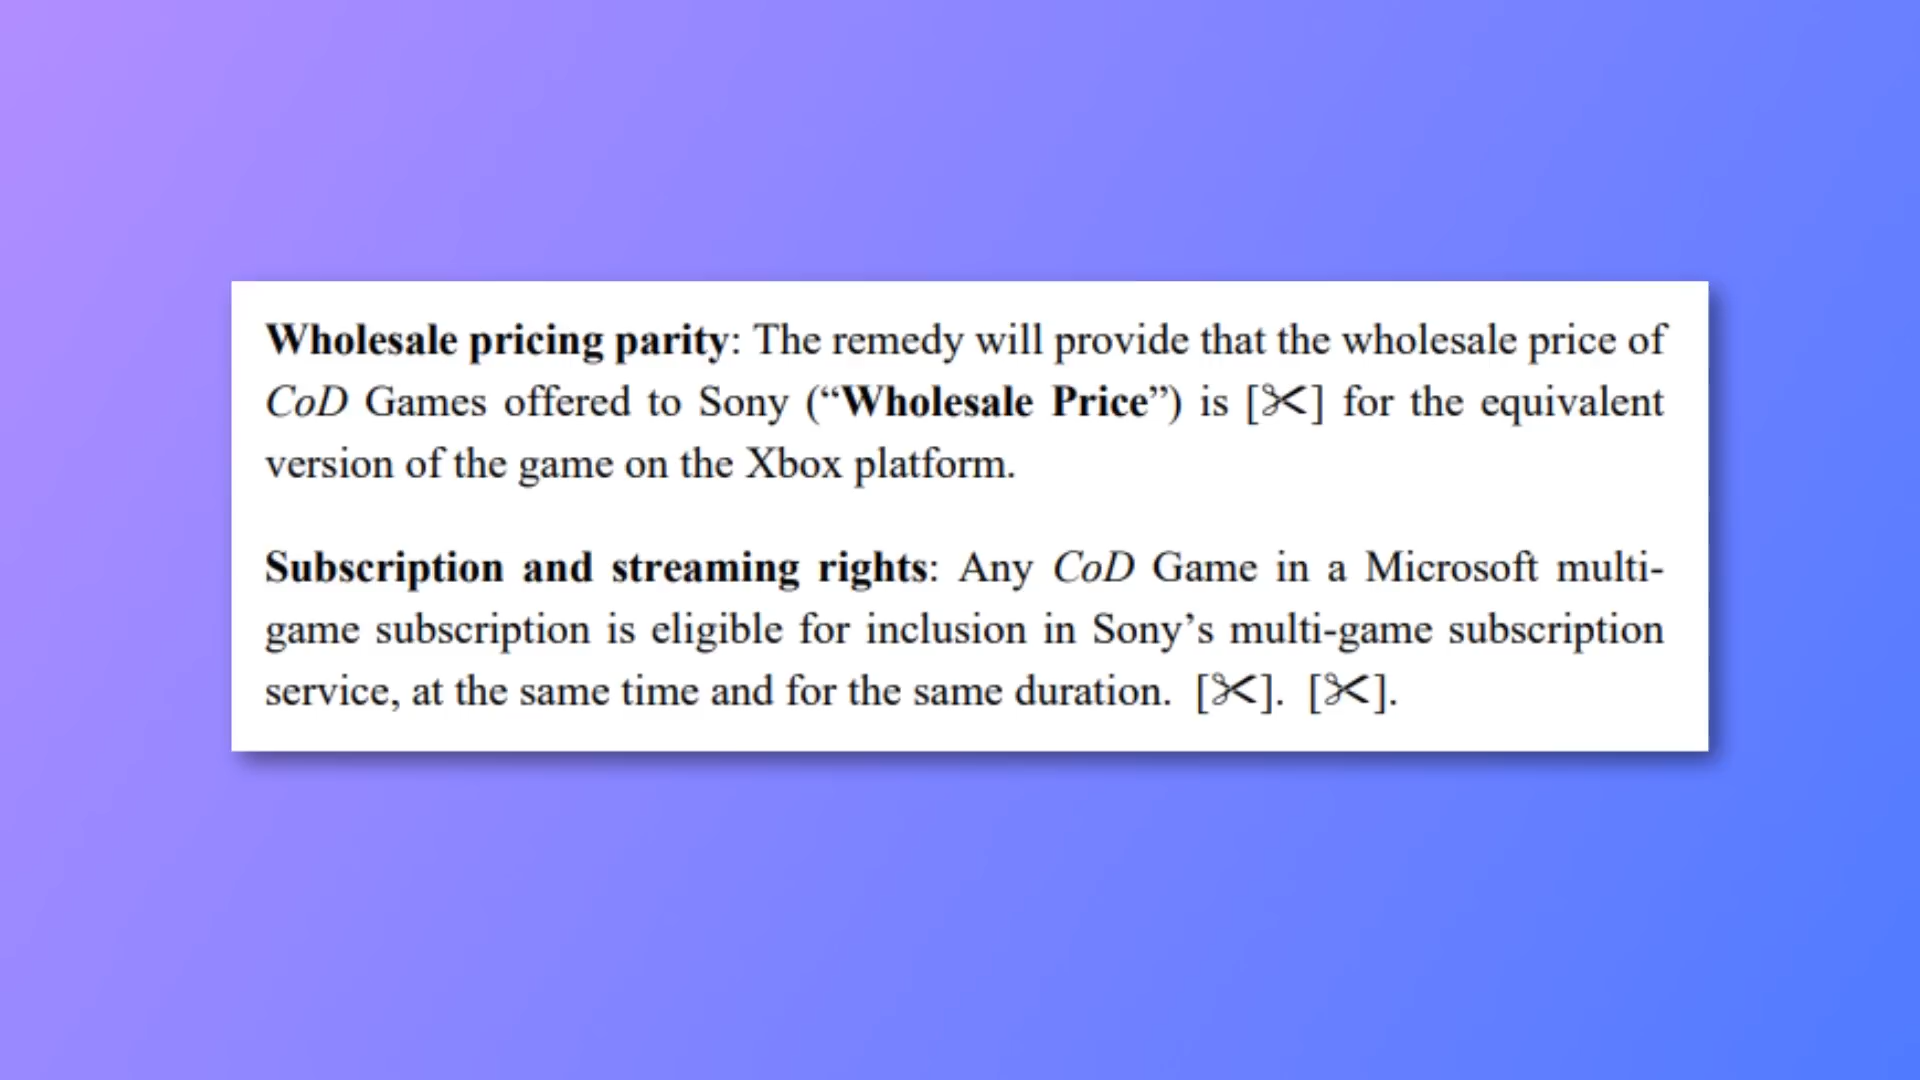 Wholesale pricing parity: The remedy will provide that the wholesale price of
CoD Games offered to Sony (“Wholesale Price”) is [✂] for the equivalent
version of the game on the Xbox platform.
Subscription and streaming rights: Any CoD Game in a Microsoft multi-
game subscription is eligible for inclusion in Sony’s multi-game subscription
service, at the same time and for the same duration. [✂]. [✂].